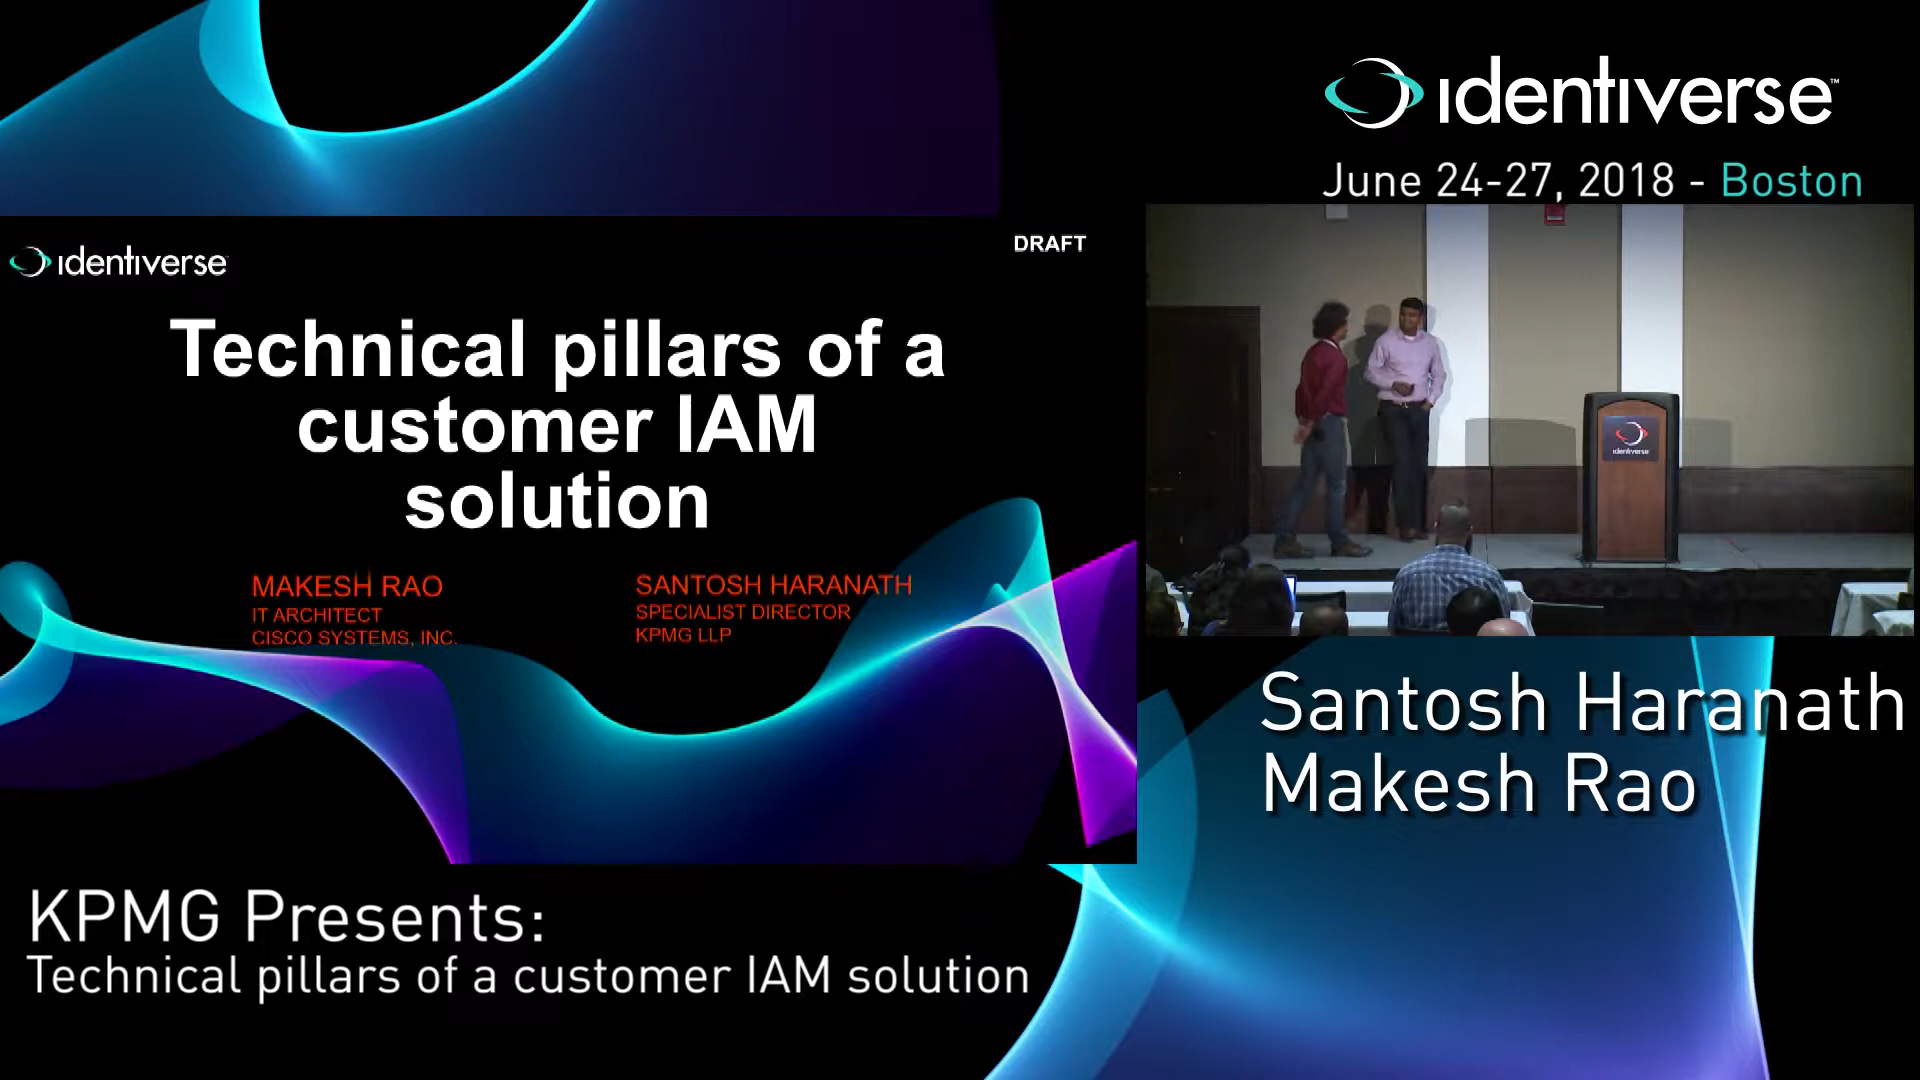 identiverse™
June 24-27, 2018 - Boston
identiverse
DRAFT
Technical pillars of a
customer IAM
solution
MAKESH RAO
IT ARCHITECT
CISCO SYSTEMS, INC.
SANTOSH HARANATH
SPECIALIST DIRECTOR
KPMG LLP
identiverse
Santosh Haranath
Makesh Rao
KPMG Presents:
Technical pillars of a customer IAM solution